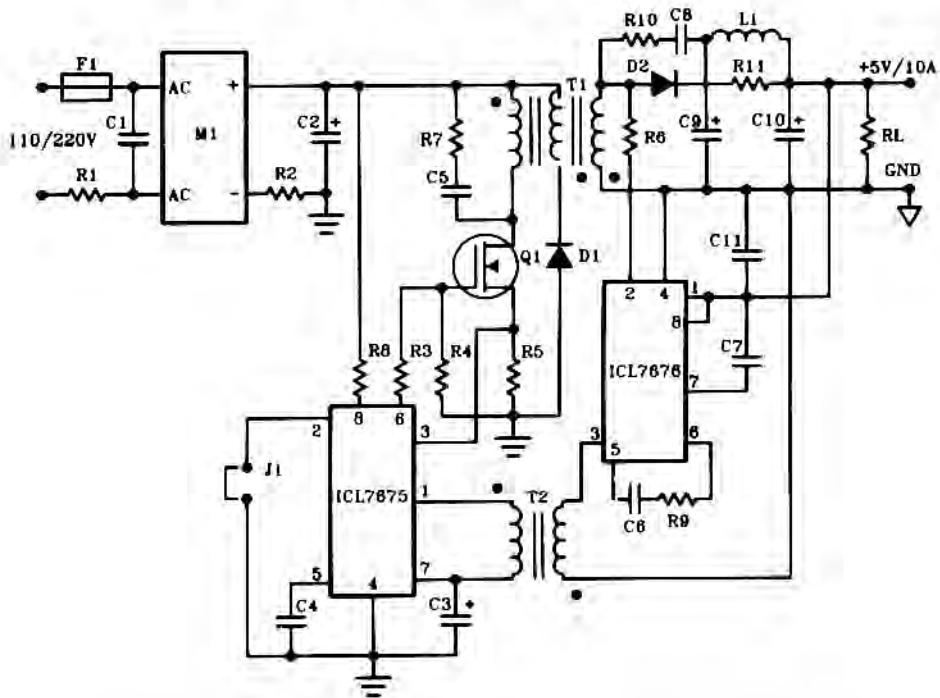 R10
C8
L1
F1
D2
R11
+5V/10A
T1
AC
+
C1
M1
C2
+
R7
R6
C9
+
C10
+
RL
110/220V
GND
R1
AC
-
R2
C5
C11
Q1
D1
2
4
1
8
R8
R3
R4
R5
C7
ICL7676
7
8
6
2
3
3
5
6
J1
ICL7675
1
T2
C6
R9
5
4
7
C4
C3
+